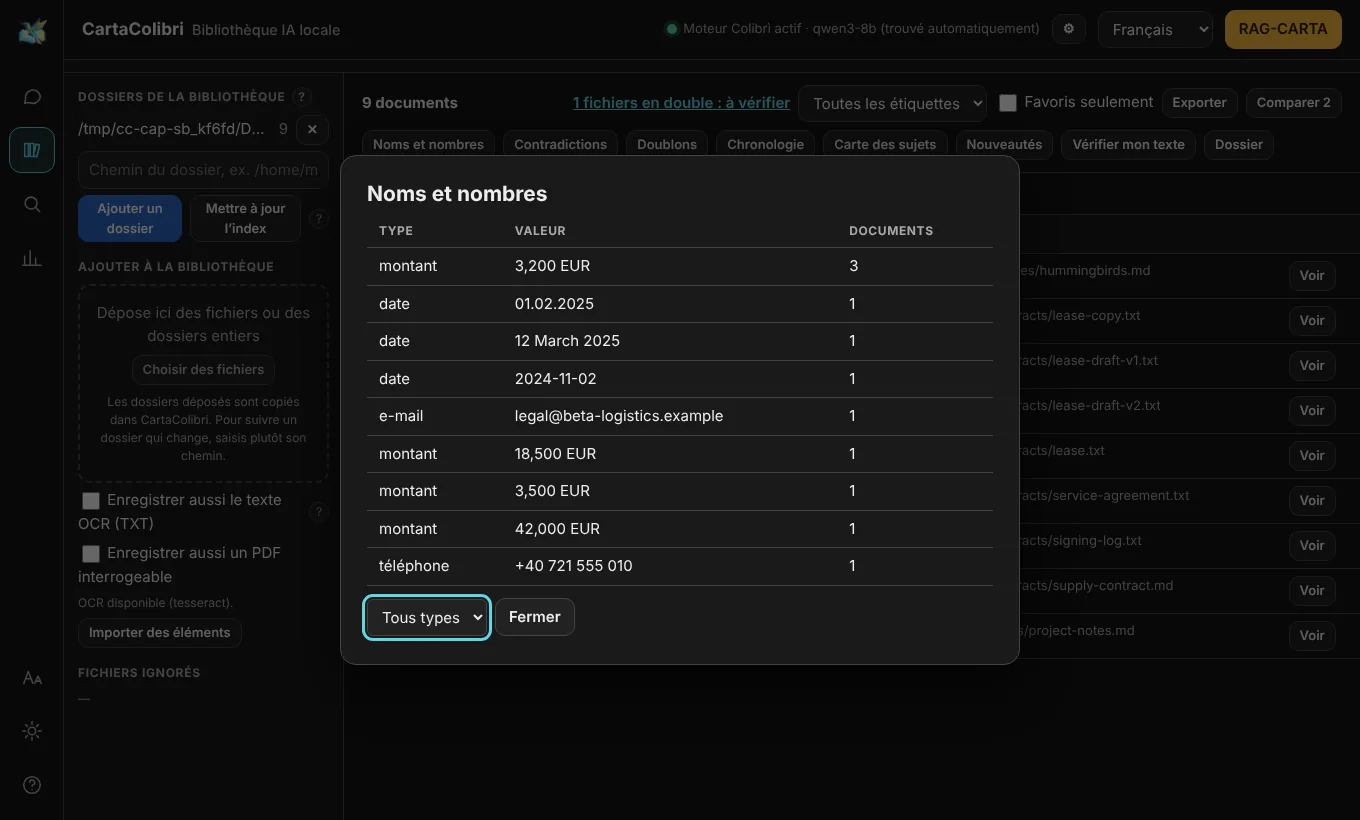 CartaColibri Bibliothèque IA locale
Moteur Colibrì actif · qwen3-8b (trouvé automatiquement)
Français
RAG-CARTA
DOSSIERS DE LA BIBLIOTHÈQUE ?
/tmp/cc-cap-sb_kf6fd/D... 9 ✕
Chemin du dossier, ex. /home/m
Ajouter un
dossier
Mettre à jour
l’index
?
AJOUTER À LA BIBLIOTHÈQUE
Dépose ici des fichiers ou des
dossiers entiers
Choisir des fichiers
Les dossiers déposés sont copiés
dans CartaColibri. Pour suivre un
dossier qui change, saisis plutôt son
chemin.
Enregistrer aussi le texte
OCR (TXT)
?
Enregistrer aussi un PDF
interrogeable
OCR disponible (tesseract).
Importer des éléments
FICHIERS IGNORÉS
—
AA
9 documents
1 fichiers en double : à vérifier
Toutes les étiquettes
Favoris seulement
Exporter
Comparer 2
Noms et nombres
Contradictions
Doublons
Chronologie
Carte des sujets
Nouveautés
Vérifier mon texte
Dossier
Noms et nombres
TYPE VALEUR DOCUMENTS
montant 3,200 EUR 3
date 01.02.2025 1
date 12 March 2025 1
date 2024-11-02 1
e-mail legal@beta-logistics.example 1
montant 18,500 EUR 1
montant 3,500 EUR 1
montant 42,000 EUR 1
téléphone +40 721 555 010 1
Tous types
Fermer
es/hummingbirds.md Voir
racts/lease-copy.txt Voir
racts/lease-draft-v1.txt Voir
racts/lease-draft-v2.txt Voir
racts/lease.txt Voir
racts/service-agreement.txt Voir
racts/signing-log.txt Voir
racts/supply-contract.md Voir
s/project-notes.md Voir